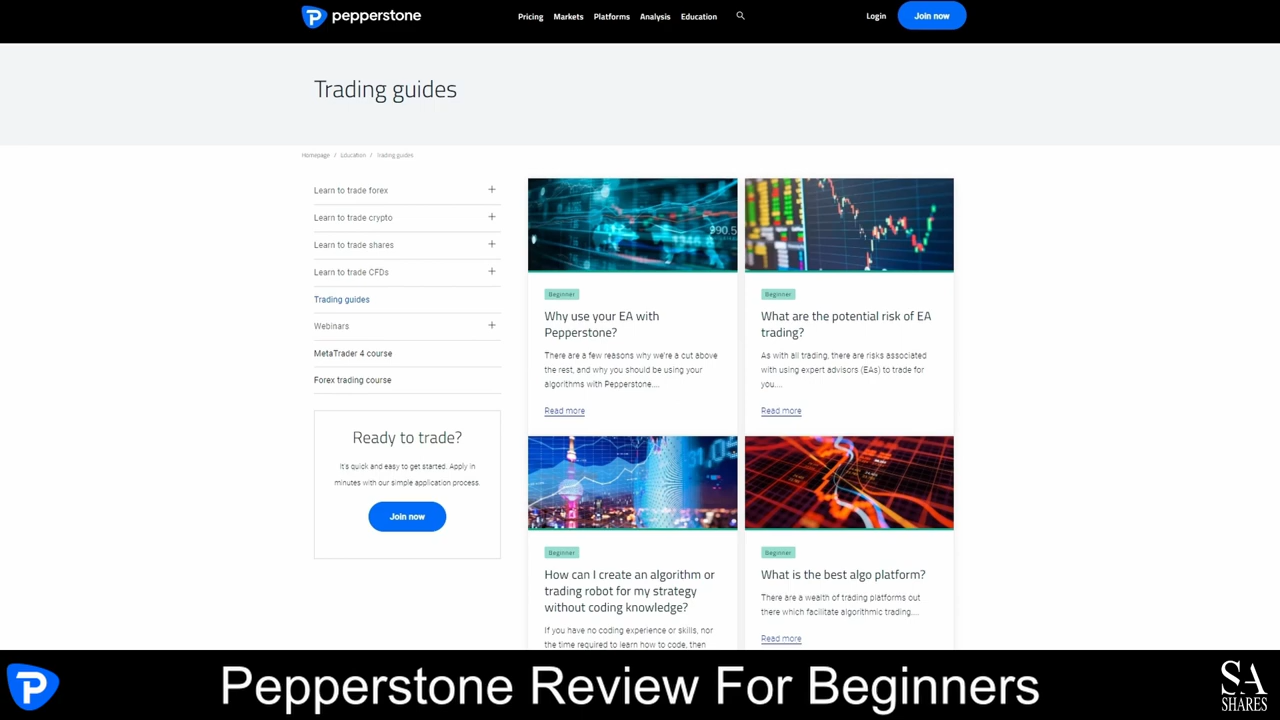 pepperstone
Pricing Markets Platforms Analysis Education
Login
Join now
Trading guides
Homepage / Education / Trading guides
Learn to trade forex
Learn to trade crypto
Learn to trade shares
Learn to trade CFDs
Trading guides
Webinars
MetaTrader 4 course
Forex trading course
Ready to trade?
It's quick and easy to get started. Apply in
minutes with our simple application process.
Join now
990.5
Beginner
Why use your EA with
Pepperstone?
There are a few reasons why we're a cut above
the rest, and why you should be using your
algorithms with Pepperstone....
Read more
Beginner
What are the potential risk of EA
trading?
As with all trading, there are risks associated
with using expert advisors (EAs) to trade for
you....
Read more
Beginner
How can I create an algorithm or
trading robot for my strategy
without coding knowledge?
If you have no coding experience or skills, nor
the time required to learn how to code, then
Beginner
What is the best algo platform?
There are a wealth of trading platforms out
there which facilitate algorithmic trading....
Read more
Pepperstone Review For Beginners
SA
SHARES